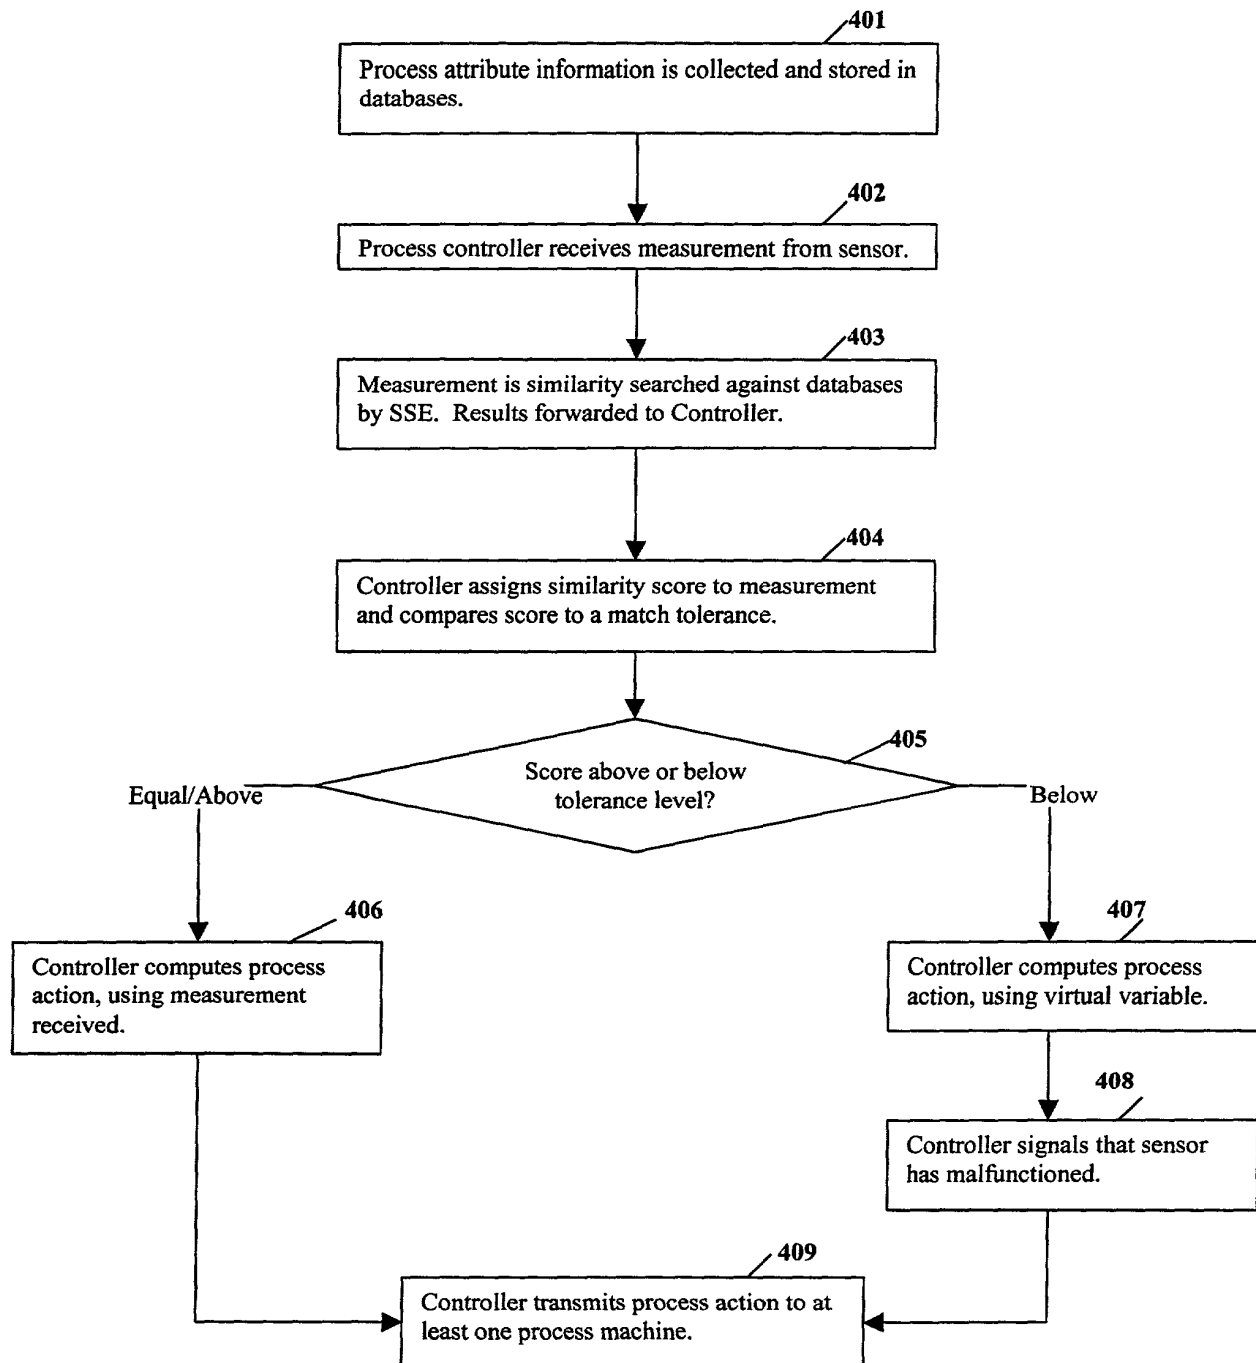 401
Process attribute information is collected and stored in
databases.
402
Process controller receives measurement from sensor.
403
Measurement is similarity searched against databases
by SSE. Results forwarded to Controller.
404
Controller assigns similarity score to measurement
and compares score to a match tolerance.
405
Score above or below
tolerance level?
Equal/Above
Below
406
Controller computes process
action, using measurement
received.
407
Controller computes process
action, using virtual variable.
408
Controller signals that sensor
has malfunctioned.
409
Controller transmits process action to at
least one process machine.